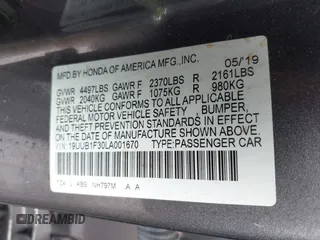 MFD.BY HONDA OF AMERICA MFG.,INC. 05/19
GVWR 4497LBS GAWR F 2370LBS R 2161LBS
GVWR 2040KG GAWR F 1075KG R 980KG
THIS VEHICLE CONFORMS TO ALL APPLICABLE
FEDERAL MOTOR VEHICLE SAFETY, BUMPER,
AND THEFT PREVENTION STANDARDS IN EFFECT
ON THE DATE OF MANUFACTURE SHOWN ABOVE.
VIN:19UUB1F30LA001670 TYPE:PASSENGER CAR
ABS NH797M A A
DREAMBID